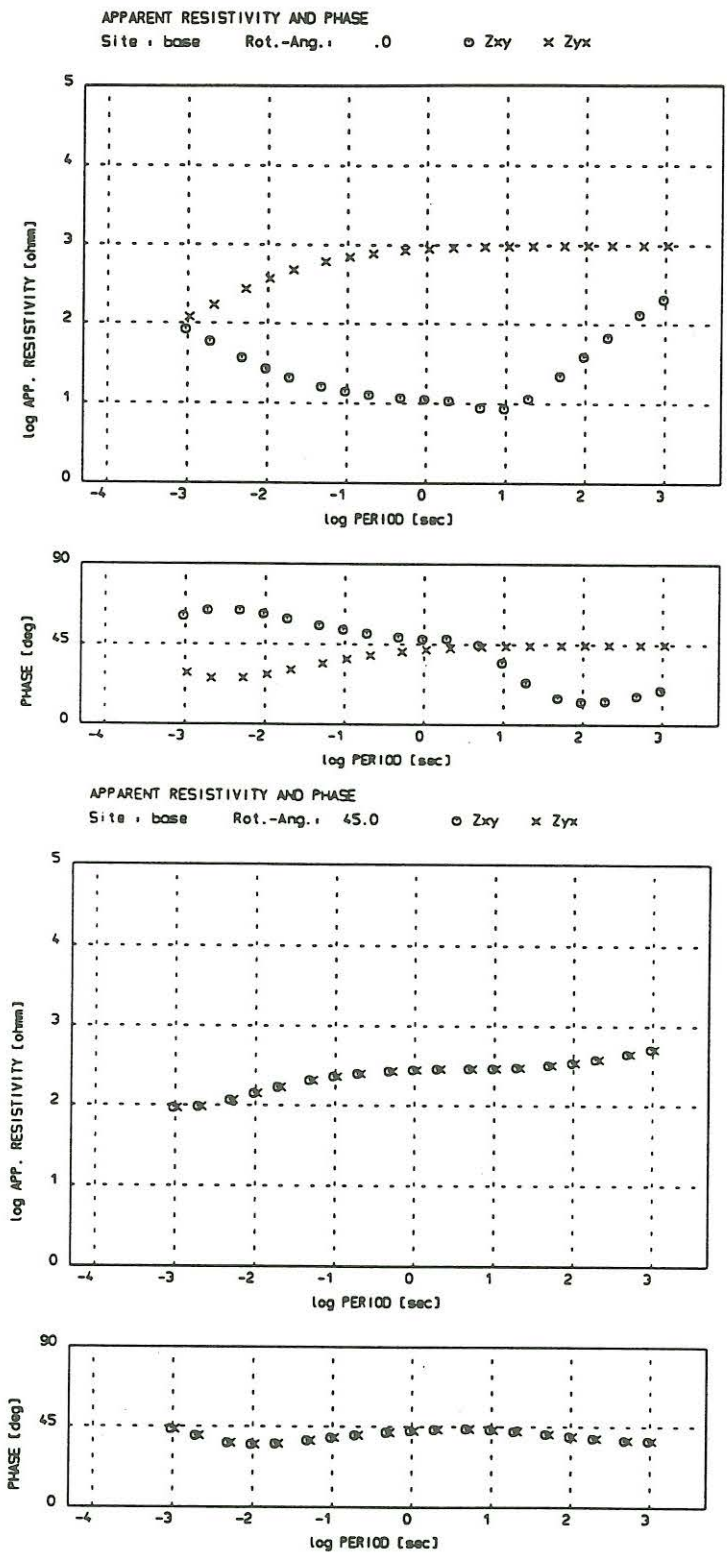 APPARENT RESISTIVITY AND PHASE
Site : base Rot.-Ang.: .0 ⊙ Zxy × Zyx
5
4
3
2
1
0
log APP. RESISTIVITY [ohmm]
-4 -3 -2 -1 0 1 2 3
log PERIOD [sec]
90
45
0
PHASE [deg]
-4 -3 -2 -1 0 1 2 3
log PERIOD [sec]
APPARENT RESISTIVITY AND PHASE
Site : base Rot.-Ang.: 45.0 ⊙ Zxy × Zyx
5
4
3
2
1
0
log APP. RESISTIVITY [ohmm]
-4 -3 -2 -1 0 1 2 3
log PERIOD [sec]
90
45
0
PHASE [deg]
-4 -3 -2 -1 0 1 2 3
log PERIOD [sec]